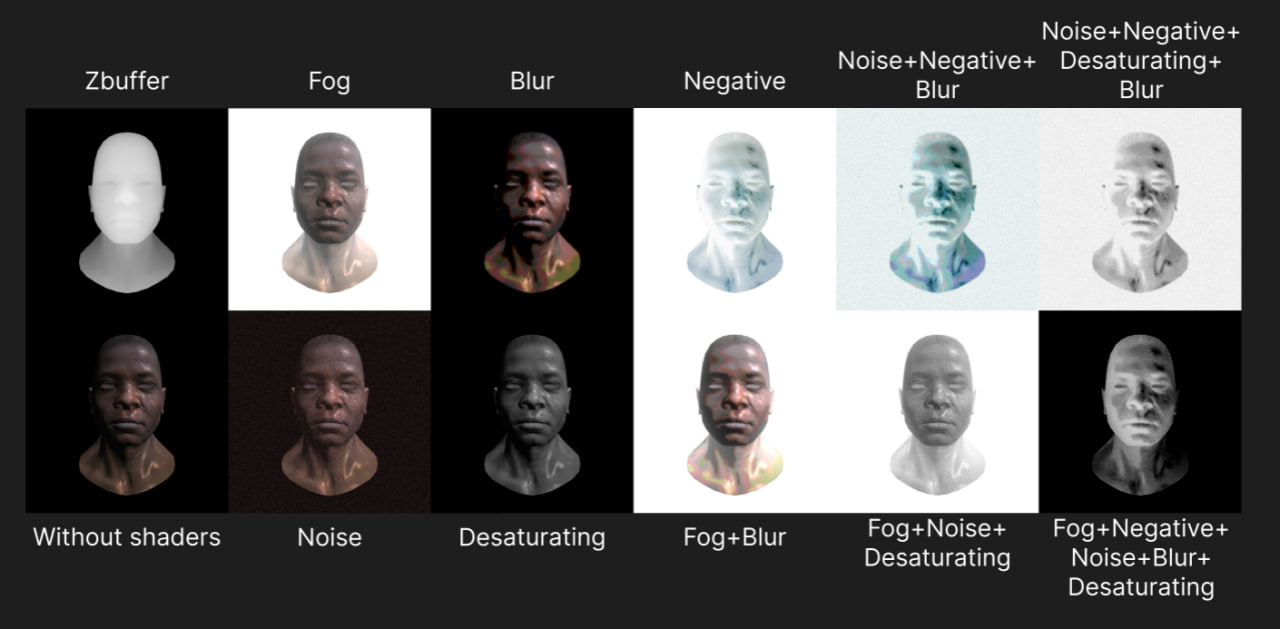 Zbuffer
Fog
Blur
Negative
Noise+Negative+
Blur
Noise+Negative+
Desaturating+
Blur
Without shaders
Noise
Desaturating
Fog+Blur
Fog+Noise+
Desaturating
Fog+Negative+
Noise+Blur+
Desaturating